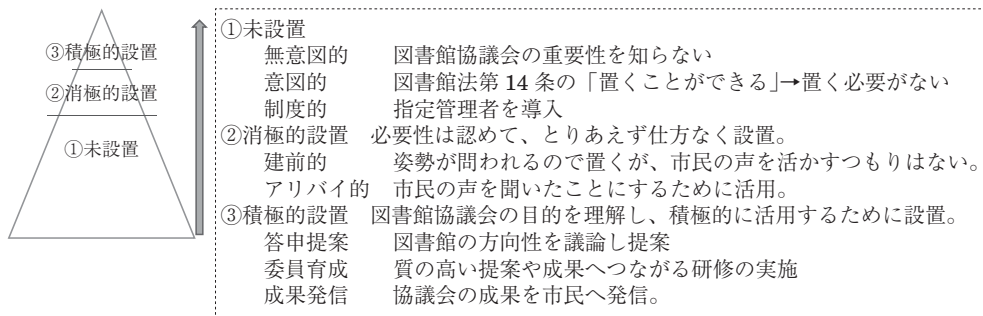 ③積極的設置
②消極的設置
①未設置
①未設置
無意図的 図書館協議会の重要性を知らない
意図的 図書館法第 14 条の「置くことができる」→置く必要がない
制度的 指定管理者を導入
②消極的設置 必要性は認めて、とりあえず仕方なく設置。
建前的 姿勢が問われるので置くが、市民の声を活かすつもりはない。
アリバイ的 市民の声を聞いたことにするために活用。
③積極的設置 図書館協議会の目的を理解し、積極的に活用するために設置。
答申提案 図書館の方向性を議論し提案
委員育成 質の高い提案や成果へつながる研修の実施
成果発信 協議会の成果を市民へ発信。